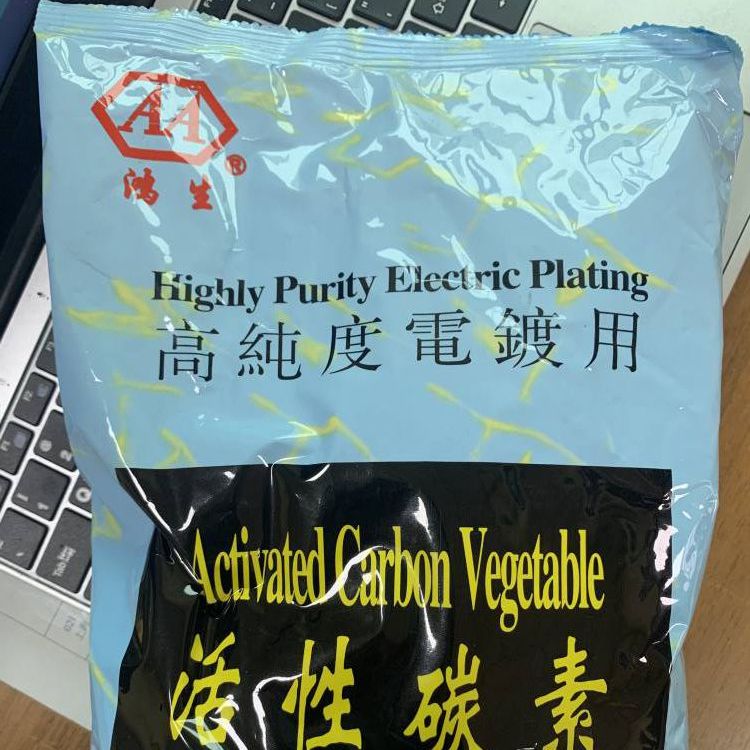 AA
鸿生®
Highly Purity Electric Plating
高純度電鍍用
Activated Carbon Vegetable
活性碳素